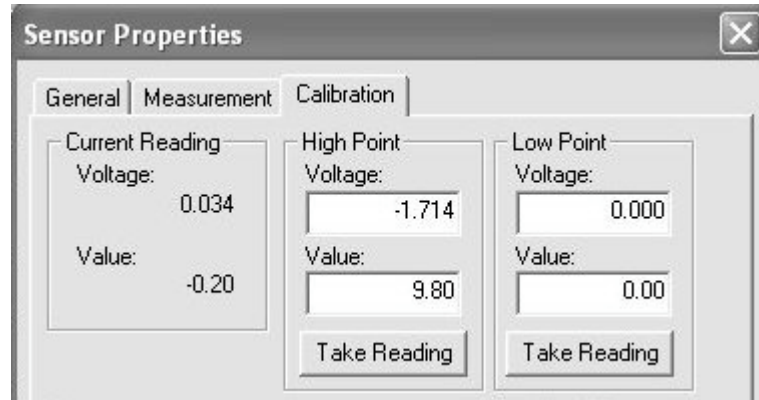 Sensor Properties
General Measurement Calibration
Current Reading
Voltage:
0.034
Value:
-0.20
High Point
Voltage:
-1.714
Value:
9.80
Take Reading
Low Point
Voltage:
0.000
Value:
0.00
Take Reading